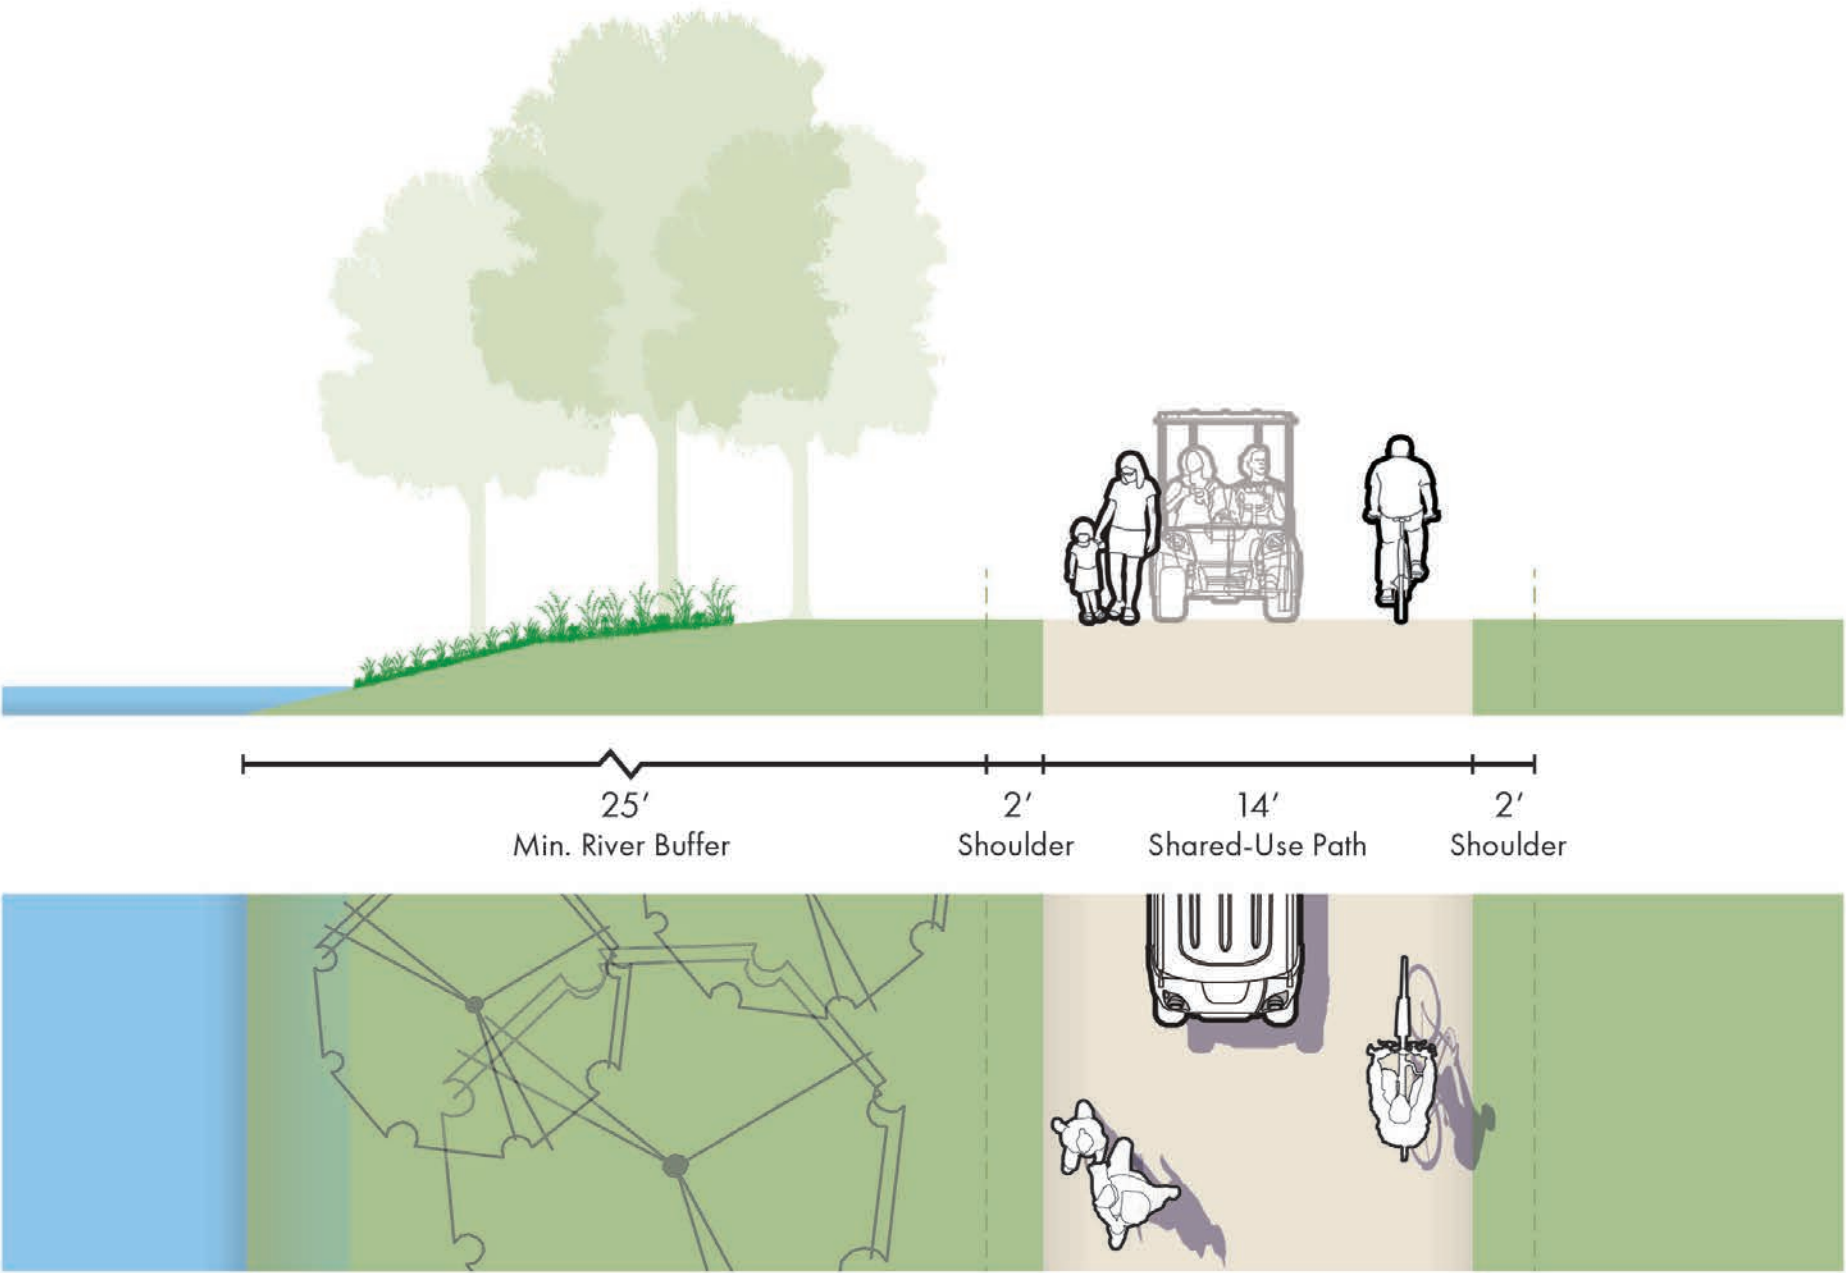 25′
Min. River Buffer
2′
Shoulder
14′
Shared-Use Path
2′
Shoulder